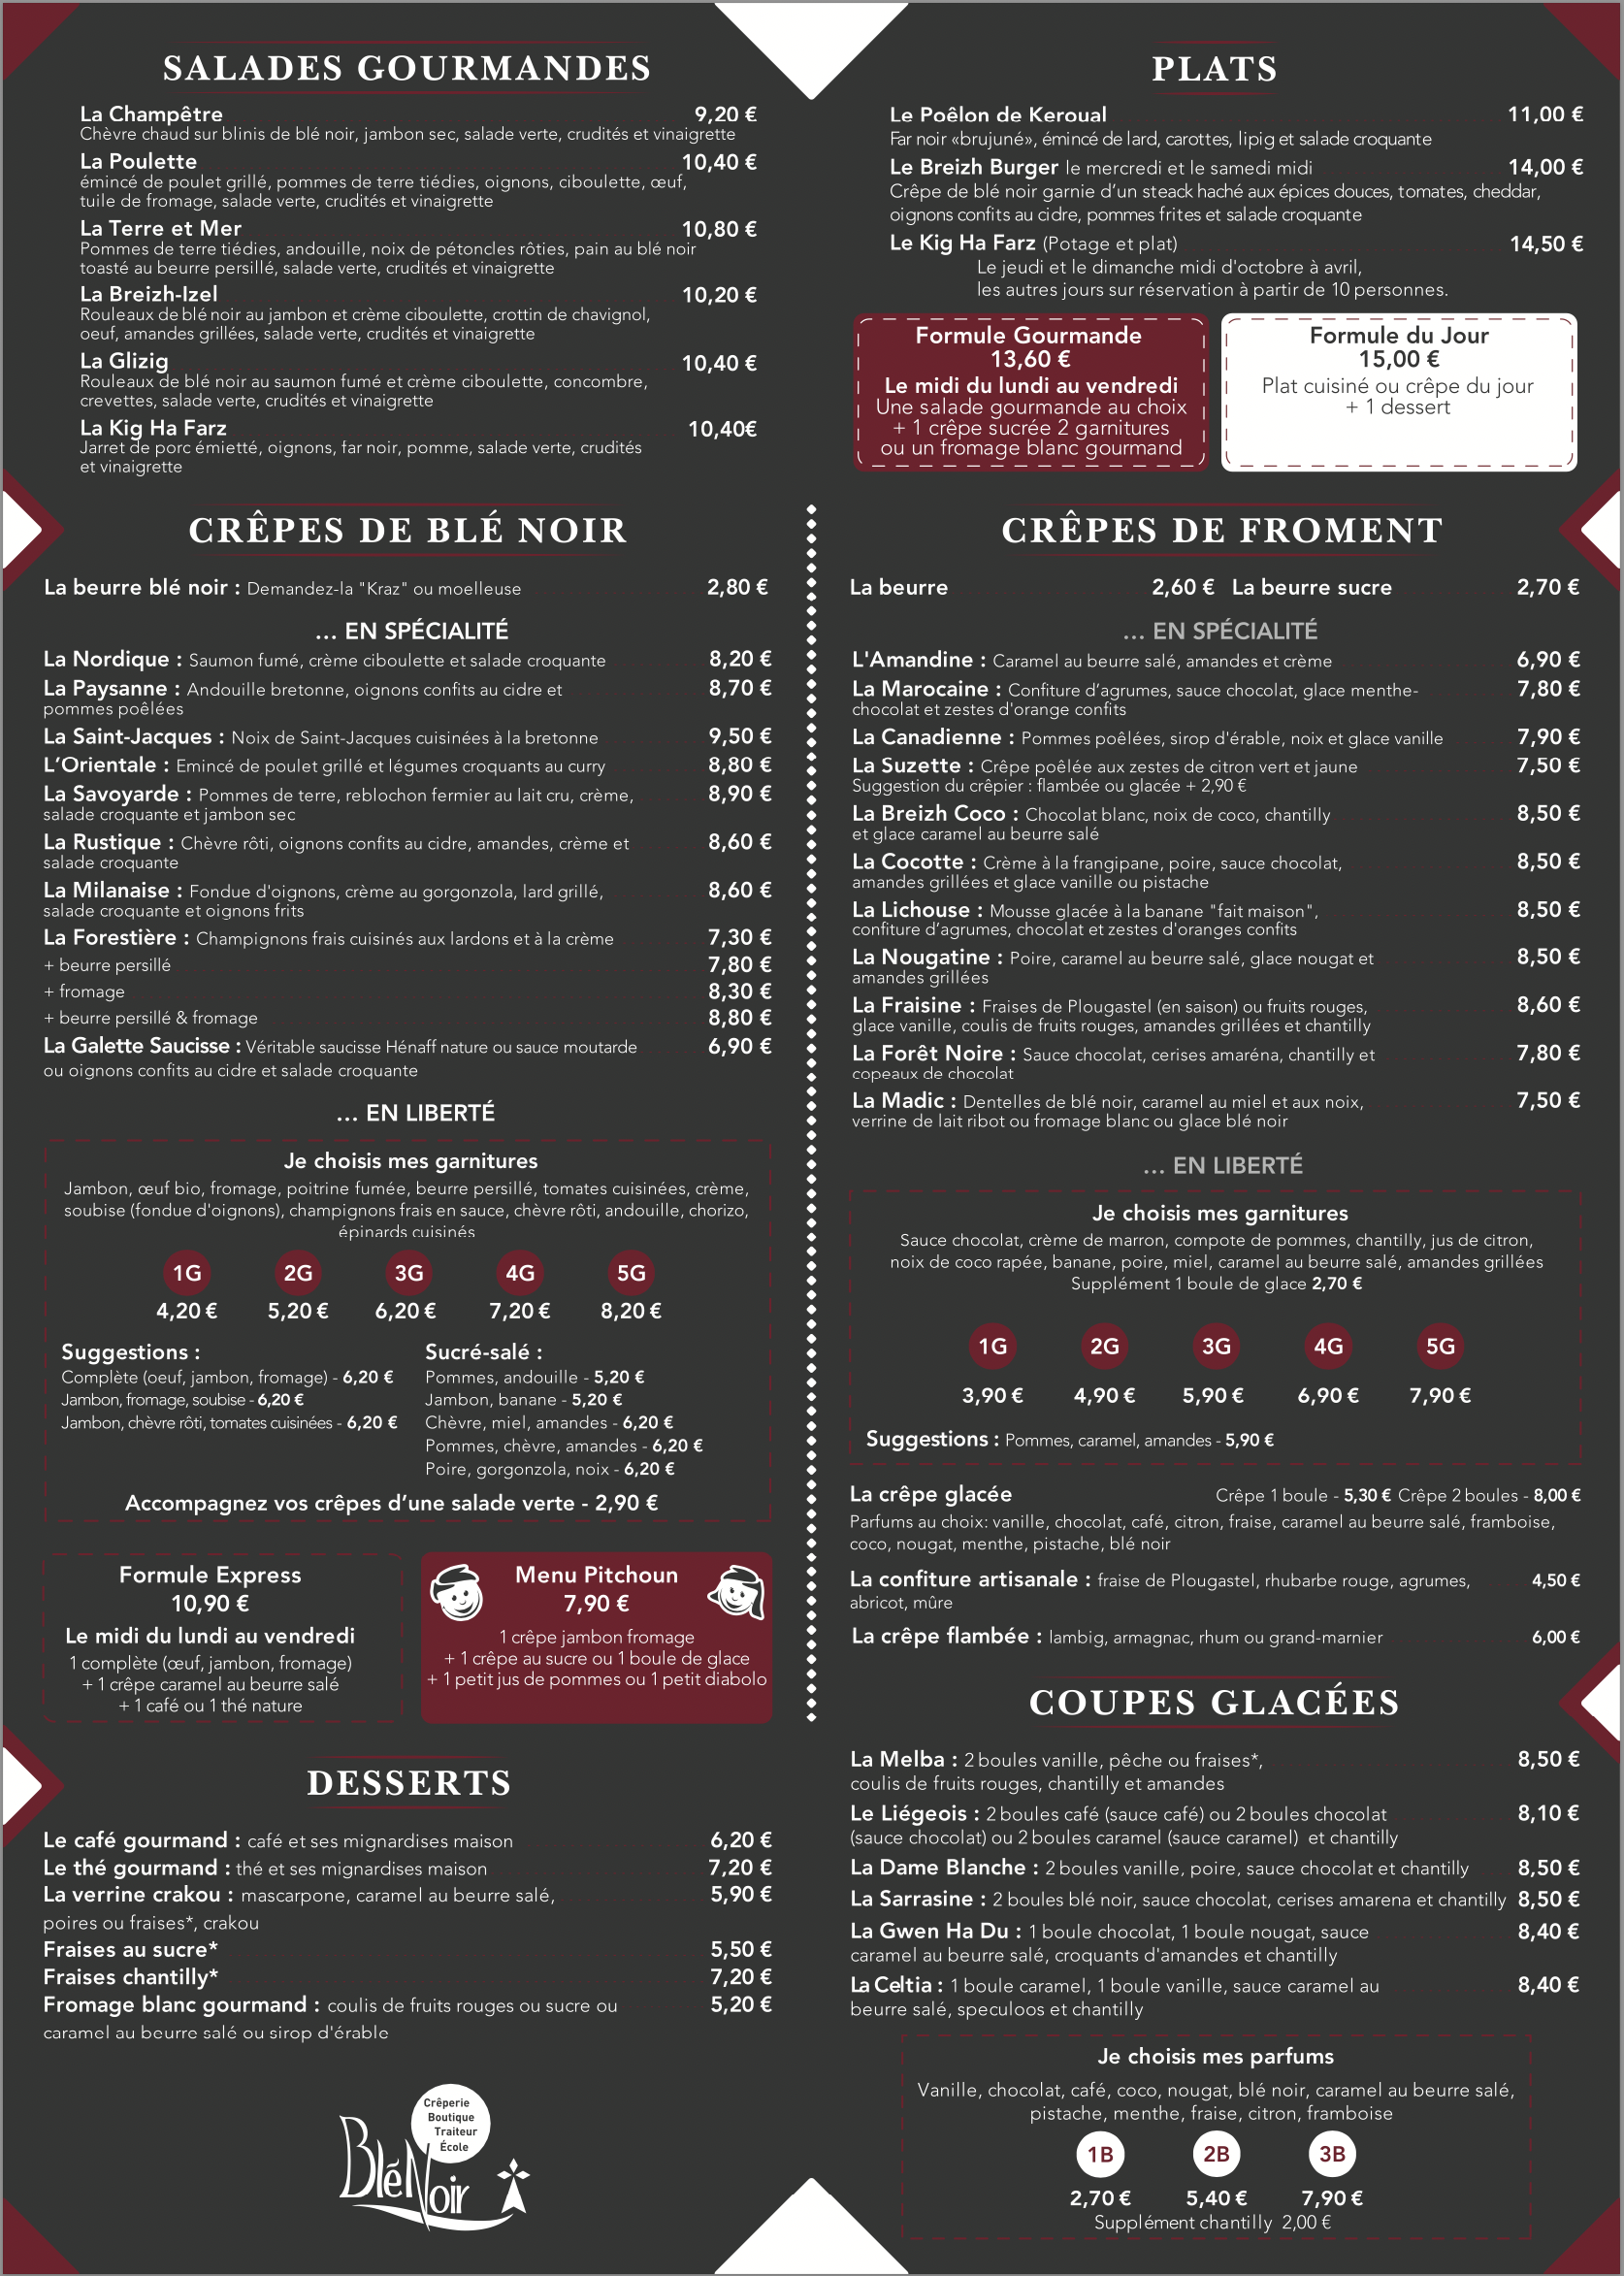 SALADES GOURMANDES
La Champêtre 9,20 €
Chèvre chaud sur blinis de blé noir, jambon sec, salade verte, crudités et vinaigrette
La Poulette 10,40 €
émincé de poulet grillé, pommes de terre tiédies, oignons, ciboulette, œuf,
tuile de fromage, salade verte, crudités et vinaigrette
La Terre et Mer 10,80 €
Pommes de terre tiédies, andouille, noix de pétoncles rôties, pain au blé noir
toasté au beurre persillé, salade verte, crudités et vinaigrette
La Breizh-Izel 10,20 €
Rouleaux de blé noir au jambon et crème ciboulette, crottin de chavignol,
oeuf, amandes grillées, salade verte, crudités et vinaigrette
La Glizig 10,40 €
Rouleaux de blé noir au saumon fumé et crème ciboulette, concombre,
crevettes, salade verte, crudités et vinaigrette
La Kig Ha Farz 10,40€
Jarret de porc émietté, oignons, far noir, pomme, salade verte, crudités
et vinaigrette
PLATS
Le Poêlon de Keroual 11,00 €
Far noir «brujuné», émincé de lard, carottes, lipig et salade croquante
Le Breizh Burger le mercredi et le samedi midi 14,00 €
Crêpe de blé noir garnie d’un steack haché aux épices douces, tomates, cheddar,
oignons confits au cidre, pommes frites et salade croquante
Le Kig Ha Farz (Potage et plat) 14,50 €
Le jeudi et le dimanche midi d'octobre à avril,
les autres jours sur réservation à partir de 10 personnes.
Formule Gourmande
13,60 €
Le midi du lundi au vendredi
Une salade gourmande au choix
+ 1 crêpe sucrée 2 garnitures
ou un fromage blanc gourmand
Formule du Jour
15,00 €
Plat cuisiné ou crêpe du jour
+ 1 dessert
CRÊPES DE BLÉ NOIR
La beurre blé noir : Demandez-la "Kraz" ou moelleuse 2,80 €
... EN SPÉCIALITÉ
La Nordique : Saumon fumé, crème ciboulette et salade croquante 8,20 €
La Paysanne : Andouille bretonne, oignons confits au cidre et 8,70 €
pommes poêlées
La Saint-Jacques : Noix de Saint-Jacques cuisinées à la bretonne 9,50 €
L’Orientale : Emincé de poulet grillé et légumes croquants au curry 8,80 €
La Savoyarde : Pommes de terre, reblochon fermier au lait cru, crème, 8,90 €
salade croquante et jambon sec
La Rustique : Chèvre rôti, oignons confits au cidre, amandes, crème et 8,60 €
salade croquante
La Milanaise : Fondue d'oignons, crème au gorgonzola, lard grillé, 8,60 €
salade croquante et oignons frits
La Forestière : Champignons frais cuisinés aux lardons et à la crème 7,30 €
+ beurre persillé 7,80 €
+ fromage 8,30 €
+ beurre persillé & fromage 8,80 €
La Galette Saucisse : Véritable saucisse Hénaff nature ou sauce moutarde 6,90 €
ou oignons confits au cidre et salade croquante
... EN LIBERTÉ
Je choisis mes garnitures
Jambon, œuf bio, fromage, poitrine fumée, beurre persillé, tomates cuisinées, crème,
soubise (fondue d'oignons), champignons frais en sauce, chèvre rôti, andouille, chorizo,
épinards cuisinés
1G 2G 3G 4G 5G
4,20 € 5,20 € 6,20 € 7,20 € 8,20 €
Suggestions :
Complète (oeuf, jambon, fromage) - 6,20 €
Jambon, fromage, soubise - 6,20 €
Jambon, chèvre rôti, tomates cuisinées - 6,20 €
Sucré-salé :
Pommes, andouille - 5,20 €
Jambon, banane - 5,20 €
Chèvre, miel, amandes - 6,20 €
Pommes, chèvre, amandes - 6,20 €
Poire, gorgonzola, noix - 6,20 €
Accompagnez vos crêpes d’une salade verte - 2,90 €
Formule Express
10,90 €
Le midi du lundi au vendredi
1 complète (œuf, jambon, fromage)
+ 1 crêpe caramel au beurre salé
+ 1 café ou 1 thé nature
Menu Pitchoun
7,90 €
1 crêpe jambon fromage
+ 1 crêpe au sucre ou 1 boule de glace
+ 1 petit jus de pommes ou 1 petit diabolo
DESSERTS
Le café gourmand : café et ses mignardises maison 6,20 €
Le thé gourmand : thé et ses mignardises maison 7,20 €
La verrine crakou : mascarpone, caramel au beurre salé, 5,90 €
poires ou fraises*, crakou
Fraises au sucre* 5,50 €
Fraises chantilly* 7,20 €
Fromage blanc gourmand : coulis de fruits rouges ou sucre ou 5,20 €
caramel au beurre salé ou sirop d'érable
Crêperie
Boutique
Traiteur
École
Blé Noir
CRÊPES DE FROMENT
La beurre 2,60 € La beurre sucre 2,70 €
... EN SPÉCIALITÉ
L'Amandine : Caramel au beurre salé, amandes et crème 6,90 €
La Marocaine : Confiture d’agrumes, sauce chocolat, glace menthe- 7,80 €
chocolat et zestes d'orange confits
La Canadienne : Pommes poêlées, sirop d'érable, noix et glace vanille 7,90 €
La Suzette : Crêpe poêlée aux zestes de citron vert et jaune 7,50 €
Suggestion du crêpier : flambée ou glacée + 2,90 €
La Breizh Coco : Chocolat blanc, noix de coco, chantilly 8,50 €
et glace caramel au beurre salé
La Cocotte : Crème à la frangipane, poire, sauce chocolat, 8,50 €
amandes grillées et glace vanille ou pistache
La Lichouse : Mousse glacée à la banane "fait maison", 8,50 €
confiture d’agrumes, chocolat et zestes d'oranges confits
La Nougatine : Poire, caramel au beurre salé, glace nougat et 8,50 €
amandes grillées
La Fraisine : Fraises de Plougastel (en saison) ou fruits rouges, 8,60 €
glace vanille, coulis de fruits rouges, amandes grillées et chantilly
La Forêt Noire : Sauce chocolat, cerises amaréna, chantilly et 7,80 €
copeaux de chocolat
La Madic : Dentelles de blé noir, caramel au miel et aux noix, 7,50 €
verrine de lait ribot ou fromage blanc ou glace blé noir
... EN LIBERTÉ
Je choisis mes garnitures
Sauce chocolat, crème de marron, compote de pommes, chantilly, jus de citron,
noix de coco rapée, banane, poire, miel, caramel au beurre salé, amandes grillées
Supplément 1 boule de glace 2,70 €
1G 2G 3G 4G 5G
3,90 € 4,90 € 5,90 € 6,90 € 7,90 €
Suggestions : Pommes, caramel, amandes - 5,90 €
La crêpe glacée Crêpe 1 boule - 5,30 € Crêpe 2 boules - 8,00 €
Parfums au choix: vanille, chocolat, café, citron, fraise, caramel au beurre salé, framboise,
coco, nougat, menthe, pistache, blé noir
La confiture artisanale : fraise de Plougastel, rhubarbe rouge, agrumes, 4,50 €
abricot, mûre
La crêpe flambée : lambig, armagnac, rhum ou grand-marnier 6,00 €
COUPES GLACÉES
La Melba : 2 boules vanille, pêche ou fraises*, 8,50 €
coulis de fruits rouges, chantilly et amandes
Le Liégeois : 2 boules café (sauce café) ou 2 boules chocolat 8,10 €
(sauce chocolat) ou 2 boules caramel (sauce caramel) et chantilly
La Dame Blanche : 2 boules vanille, poire, sauce chocolat et chantilly 8,50 €
La Sarrasine : 2 boules blé noir, sauce chocolat, cerises amarena et chantilly 8,50 €
La Gwen Ha Du : 1 boule chocolat, 1 boule nougat, sauce 8,40 €
caramel au beurre salé, croquants d'amandes et chantilly
La Celtia : 1 boule caramel, 1 boule vanille, sauce caramel au 8,40 €
beurre salé, speculoos et chantilly
Je choisis mes parfums
Vanille, chocolat, café, coco, nougat, blé noir, caramel au beurre salé,
pistache, menthe, fraise, citron, framboise
1B 2B 3B
2,70 € 5,40 € 7,90 €
Supplément chantilly 2,00 €